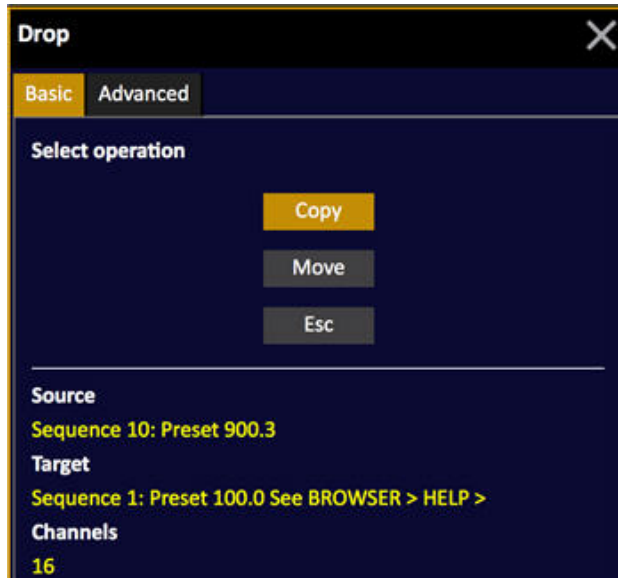 Drop
Basic Advanced
Select operation
Copy
Move
Esc
Source
Sequence 10: Preset 900.3
Target
Sequence 1: Preset 100.0 See BROWSER > HELP >
Channels
16